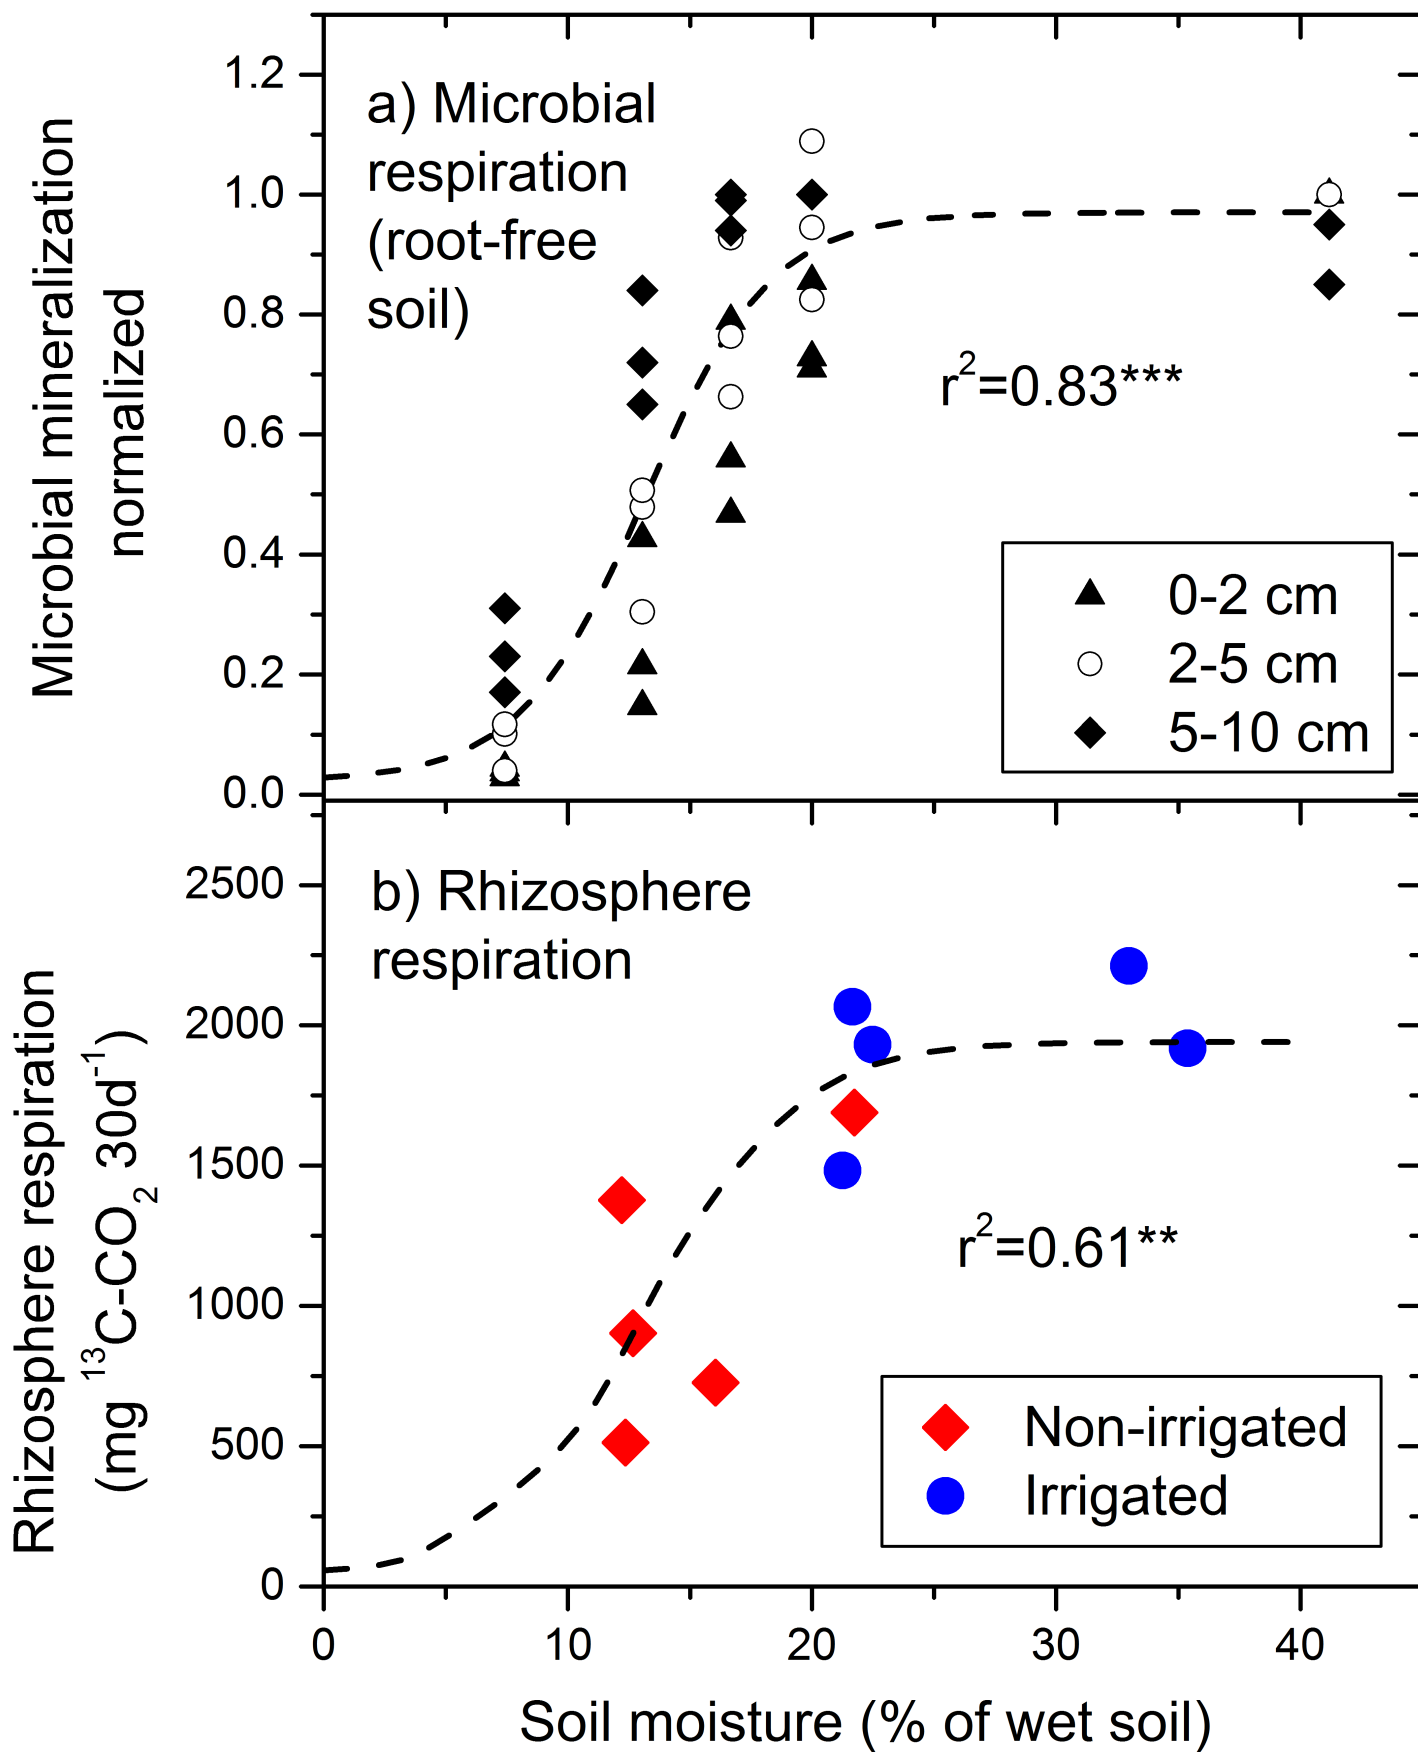 1.2
1.0
0.8
0.6
0.4
0.2
0.0
Microbial mineralization
normalized
a) Microbial
respiration
(root-free
soil)
r²=0.83***
0-2 cm
2-5 cm
5-10 cm
2500
2000
1500
1000
500
0
Rhizosphere respiration
(mg ¹³C-CO₂ 30d⁻¹)
b) Rhizosphere
respiration
r²=0.61**
Non-irrigated
Irrigated
0 10 20 30 40
Soil moisture (% of wet soil)